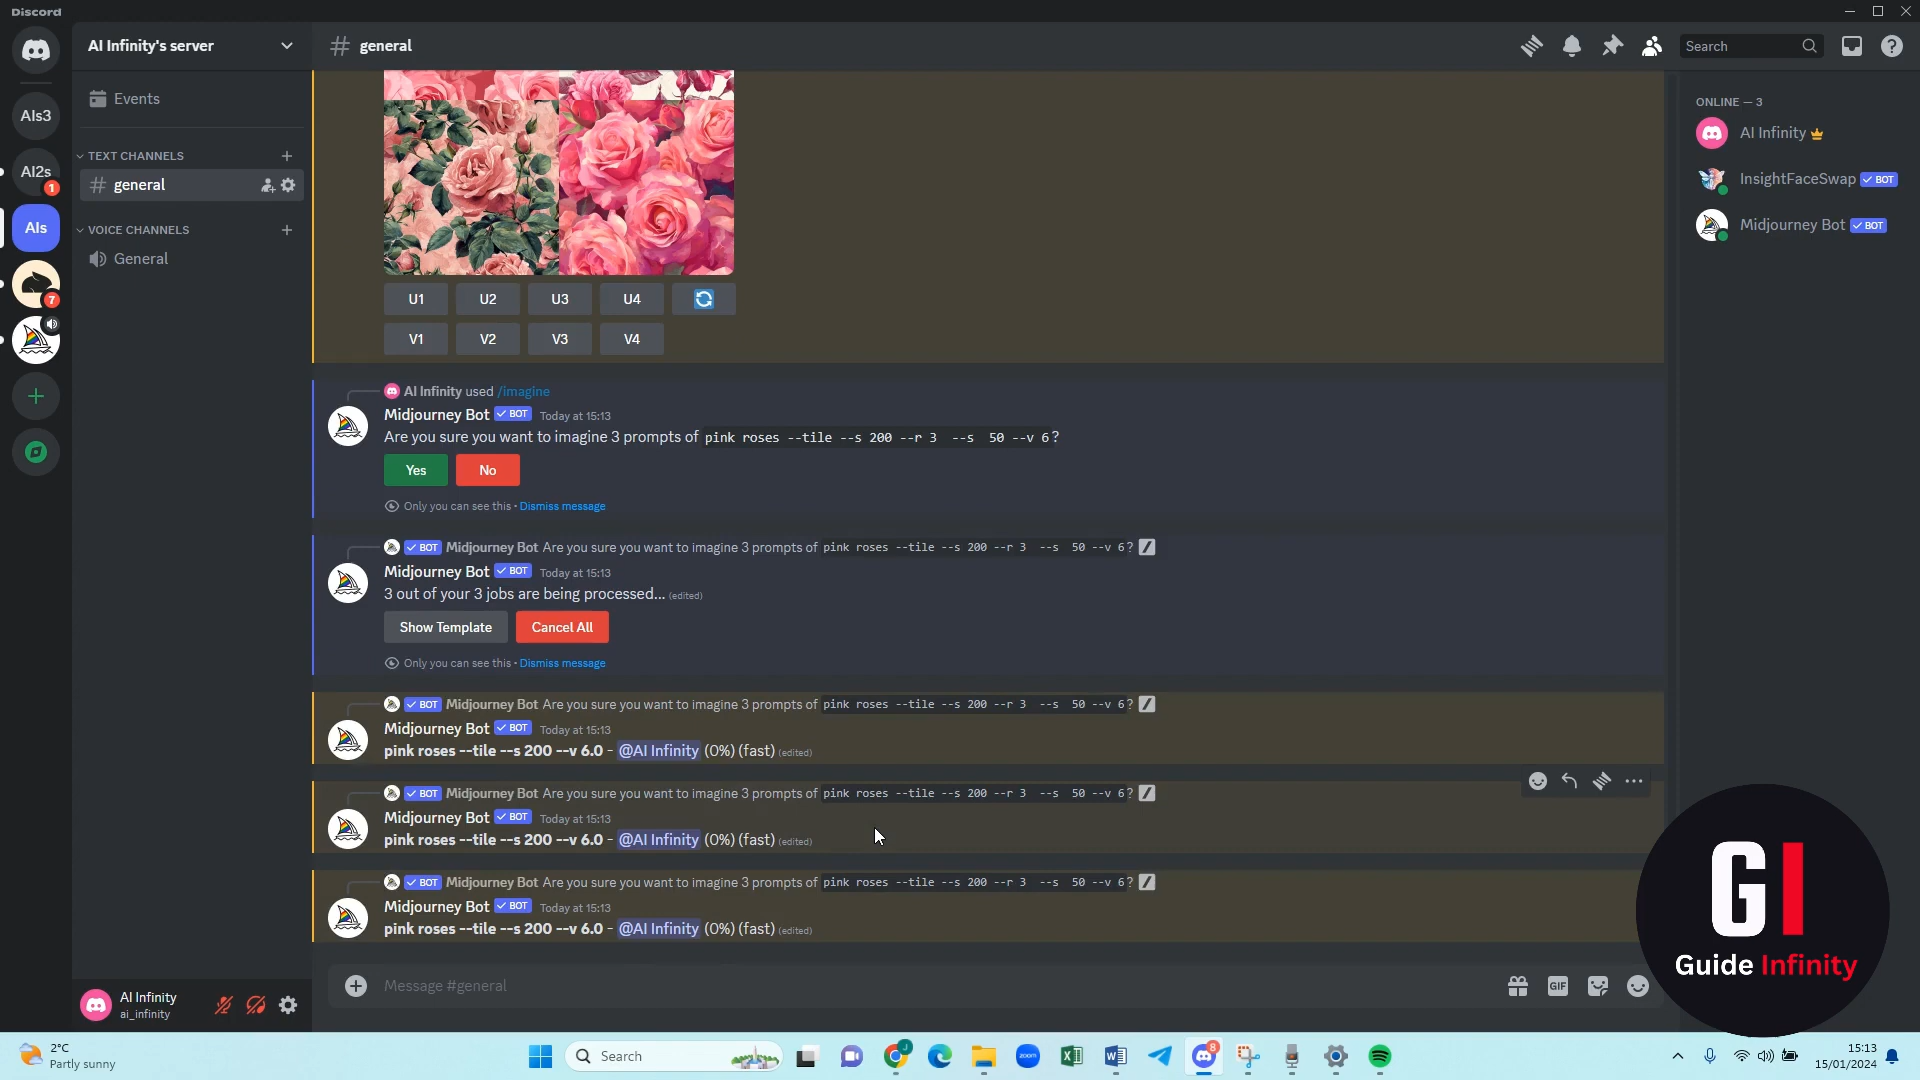 Discord
AI Infinity's server
general
Search
Events
AIs3
TEXT CHANNELS
AI2s
1
general
AIs
VOICE CHANNELS
General
7
ONLINE — 3
AI Infinity
InsightFaceSwap BOT
Midjourney Bot BOT
U1 U2 U3 U4
V1 V2 V3 V4
AI Infinity used /imagine
Midjourney Bot BOT Today at 15:13
Are you sure you want to imagine 3 prompts of pink roses --tile --s 200 --r 3  --s  50 --v 6?
Yes No
Only you can see this • Dismiss message
BOT Midjourney Bot Are you sure you want to imagine 3 prompts of pink roses --tile --s 200 --r 3  --s  50 --v 6?
Midjourney Bot BOT Today at 15:13
3 out of your 3 jobs are being processed... (edited)
Show Template Cancel All
Only you can see this • Dismiss message
BOT Midjourney Bot Are you sure you want to imagine 3 prompts of pink roses --tile --s 200 --r 3  --s  50 --v 6?
Midjourney Bot BOT Today at 15:13
pink roses --tile --s 200 --v 6.0 - @AI Infinity (0%) (fast) (edited)
BOT Midjourney Bot Are you sure you want to imagine 3 prompts of pink roses --tile --s 200 --r 3  --s  50 --v 6?
Midjourney Bot BOT Today at 15:13
pink roses --tile --s 200 --v 6.0 - @AI Infinity (0%) (fast) (edited)
BOT Midjourney Bot Are you sure you want to imagine 3 prompts of pink roses --tile --s 200 --r 3  --s  50 --v 6?
Midjourney Bot BOT Today at 15:13
pink roses --tile --s 200 --v 6.0 - @AI Infinity (0%) (fast) (edited)
Message #general
GIF
GI
Guide Infinity
AI Infinity
ai_infinity
2°C
Partly sunny
Search
J
zoom
8
15:13
15/01/2024